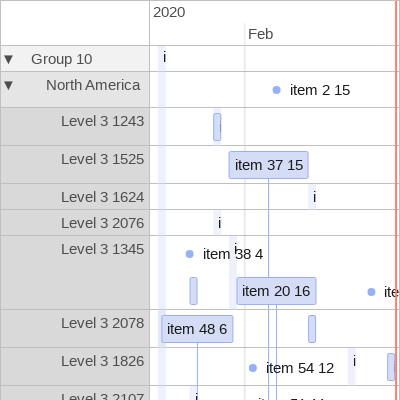 2020
Feb
▼ Group 10 i
▼ North America item 2 15
Level 3 1243
Level 3 1525 item 37 15
Level 3 1624 i
Level 3 2076 i
Level 3 1345 item 38 4 i
item 20 16 ite
Level 3 2078 item 48 6
Level 3 1826 item 54 12 i
Level 3 2107 i